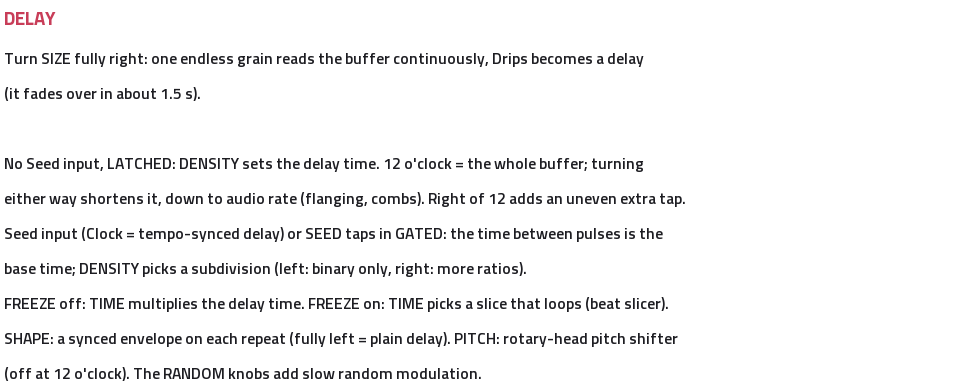 DELAY
Turn SIZE fully right: one endless grain reads the buffer continuously, Drips becomes a delay
(it fades over in about 1.5 s).
No Seed input, LATCHED: DENSITY sets the delay time. 12 o'clock = the whole buffer; turning
either way shortens it, down to audio rate (flanging, combs). Right of 12 adds an uneven extra tap.
Seed input (Clock = tempo-synced delay) or SEED taps in GATED: the time between pulses is the
base time; DENSITY picks a subdivision (left: binary only, right: more ratios).
FREEZE off: TIME multiplies the delay time. FREEZE on: TIME picks a slice that loops (beat slicer).
SHAPE: a synced envelope on each repeat (fully left = plain delay). PITCH: rotary-head pitch shifter
(off at 12 o'clock). The RANDOM knobs add slow random modulation.